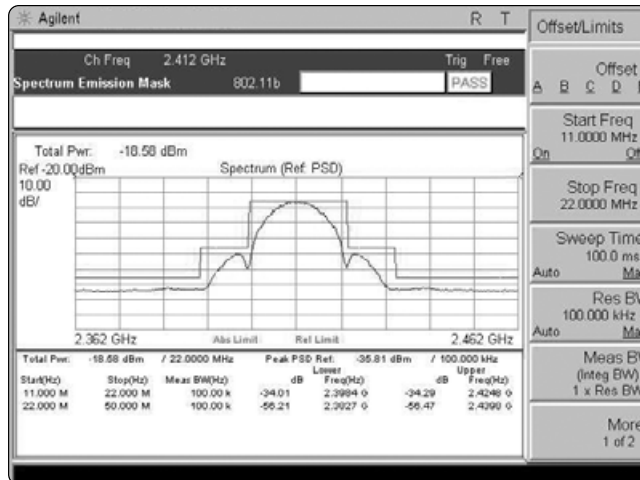 Agilent R T
Ch Freq 2.412 GHz Trig Free
Spectrum Emission Mask 802.11b PASS
Total Pwr: -18.58 dBm
Ref -20.00dBm Spectrum (Ref: PSD)
10.00
dB/
2.362 GHz Abs Limit Rel Limit 2.462 GHz
Total Pwr: -18.58 dBm / 22.0000 MHz Peak PSD Ref: -35.81 dBm / 100.000 kHz
Lower Upper
Start(Hz) Stop(Hz) Meas BW(Hz) dB Freq(Hz) dB Freq(Hz)
11.000 M 22.000 M 100.00 k -34.01 2.3984 G -34.29 2.4248 G
22.000 M 50.000 M 100.00 k -56.21 -56.47
Offset/Limits
Offset
A B C D
Start Freq
11.0000 MHz
On
Stop Freq
22.0000 MHz
Sweep Time
100.0 ms
Auto Ma
Res BW
100.000 kHz
Auto Ma
Meas BW
(Integ BW)
1 x Res BW
More
1 of 2